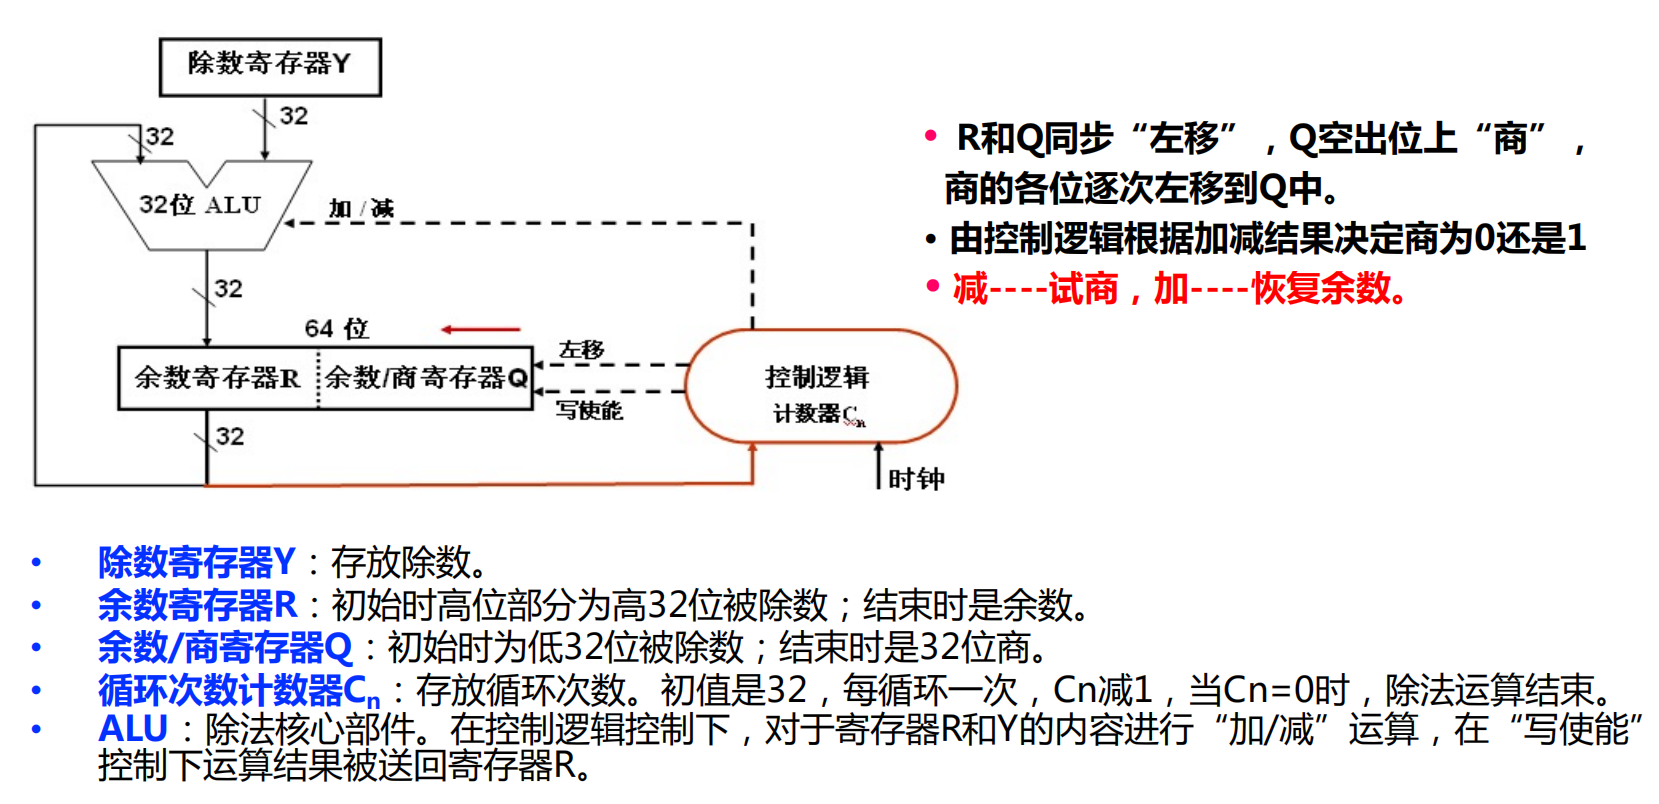 除数寄存器Y
32
32
32位 ALU
加 / 减
32
64 位
余数寄存器R
余数/商寄存器Q
左移
写使能
控制逻辑
计数器Cn
32
时钟
• R和Q同步“左移”，Q空出位上“商”，
商的各位逐次左移到Q中。
• 由控制逻辑根据加减结果决定商为0还是1
• 减----试商，加----恢复余数。
• 除数寄存器Y：存放除数。
• 余数寄存器R：初始时高位部分为高32位被除数；结束时是余数。
• 余数/商寄存器Q：初始时为低32位被除数；结束时是32位商。
• 循环次数计数器Cn：存放循环次数。初值是32，每循环一次，Cn减1，当Cn=0时，除法运算结束。
• ALU：除法核心部件。在控制逻辑控制下，对于寄存器R和Y的内容进行“加/减”运算，在“写使能”
控制下运算结果被送回寄存器R。